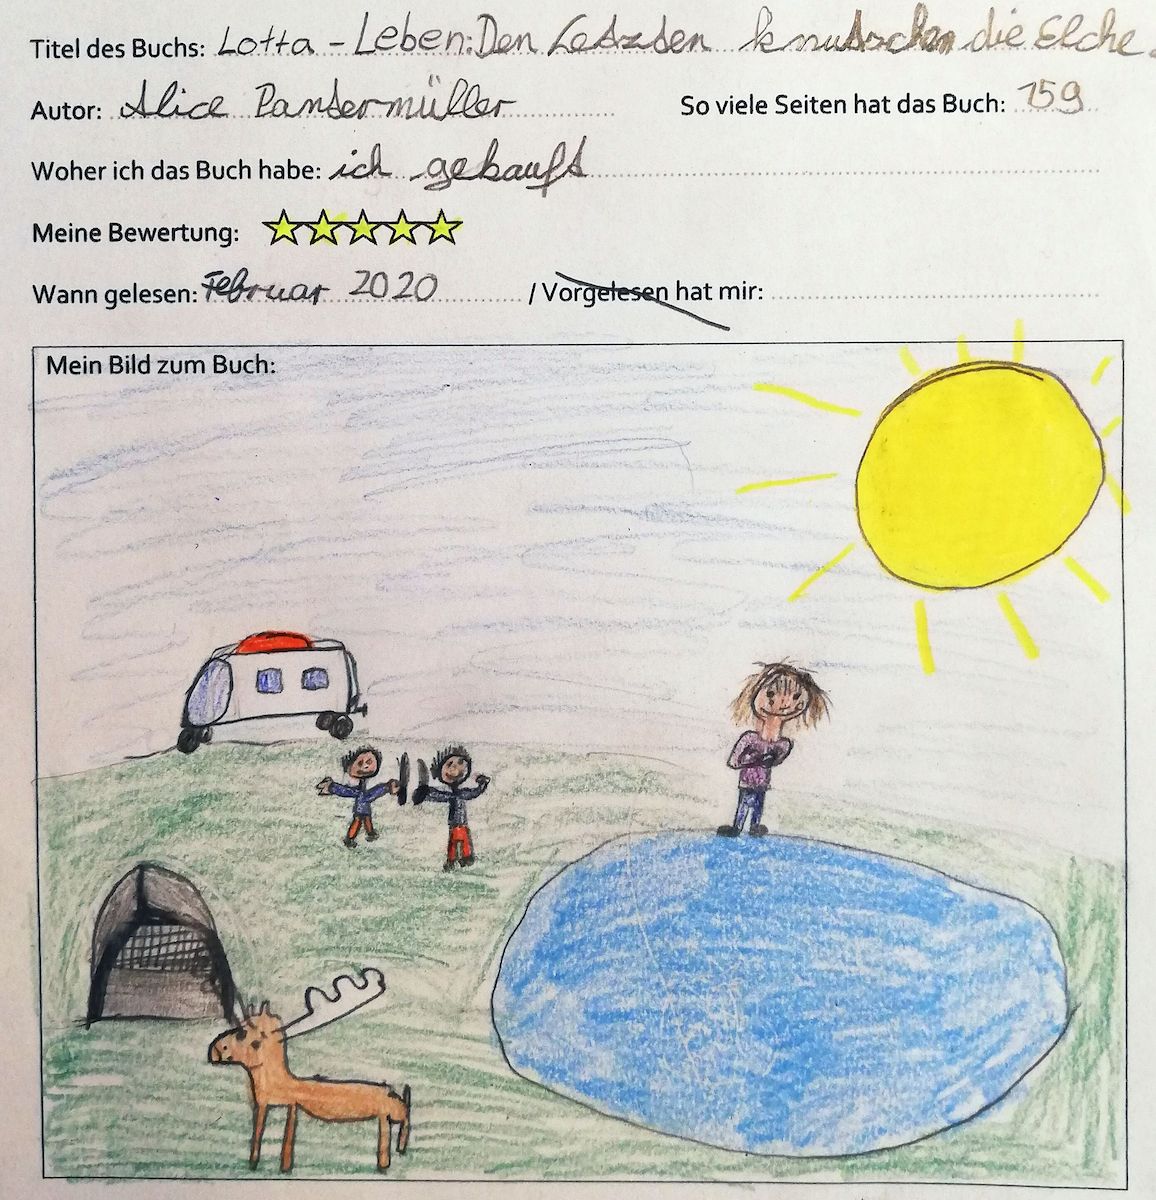 Titel des Buchs: Lotta-Leben: Den Letzten knutschen die Elche.
Autor: Alice Pantermüller So viele Seiten hat das Buch: 159
Woher ich das Buch habe: ich gekauft
Meine Bewertung:
Wann gelesen: Februar 2020 / Vorgelesen hat mir:
Mein Bild zum Buch: